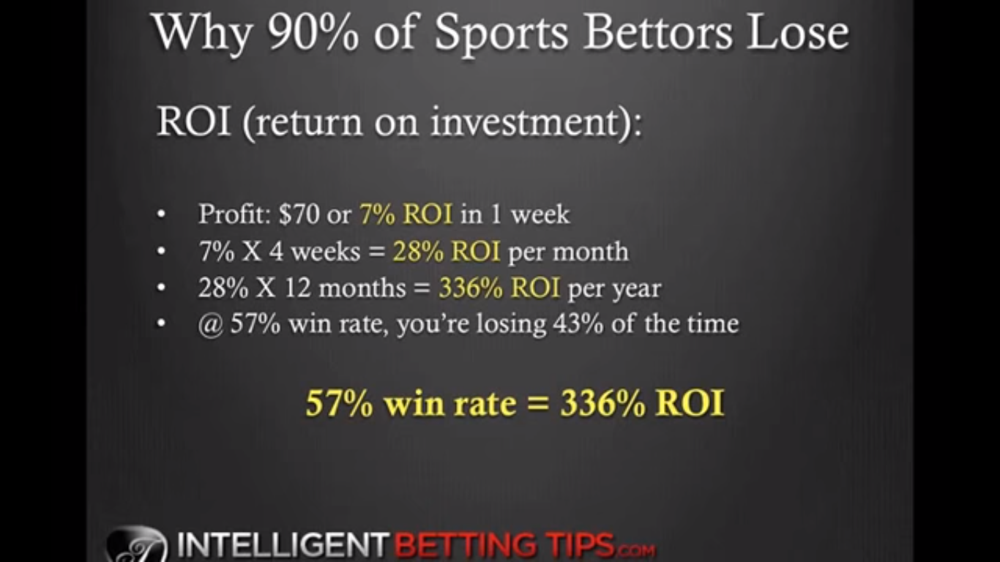 Why 90% of Sports Bettors Lose
ROI (return on investment):
• Profit: $70 or 7% ROI in 1 week
• 7% X 4 weeks = 28% ROI per month
• 28% X 12 months = 336% ROI per year
• @ 57% win rate, you’re losing 43% of the time
57% win rate = 336% ROI
INTELLIGENT BETTING TIPS.COM